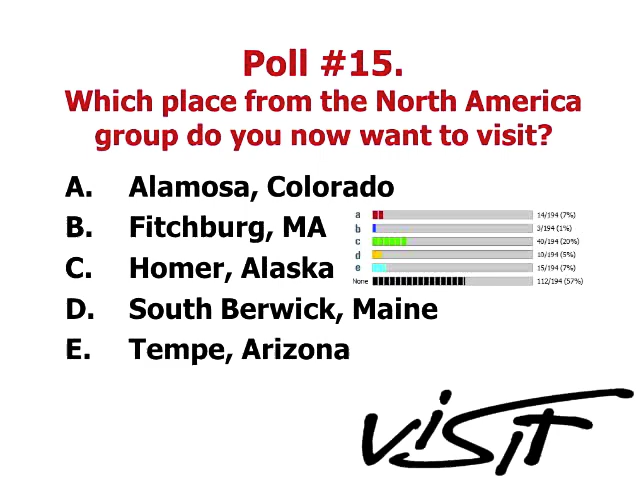 Poll #15.
Which place from the North America
group do you now want to visit?
A. Alamosa, Colorado
B. Fitchburg, MA
C. Homer, Alaska
D. South Berwick, Maine
E. Tempe, Arizona
a 14/194 (7%)
b 3/194 (1%)
c 40/194 (20%)
d 10/194 (5%)
e 15/194 (7%)
None 112/194 (57%)
visit